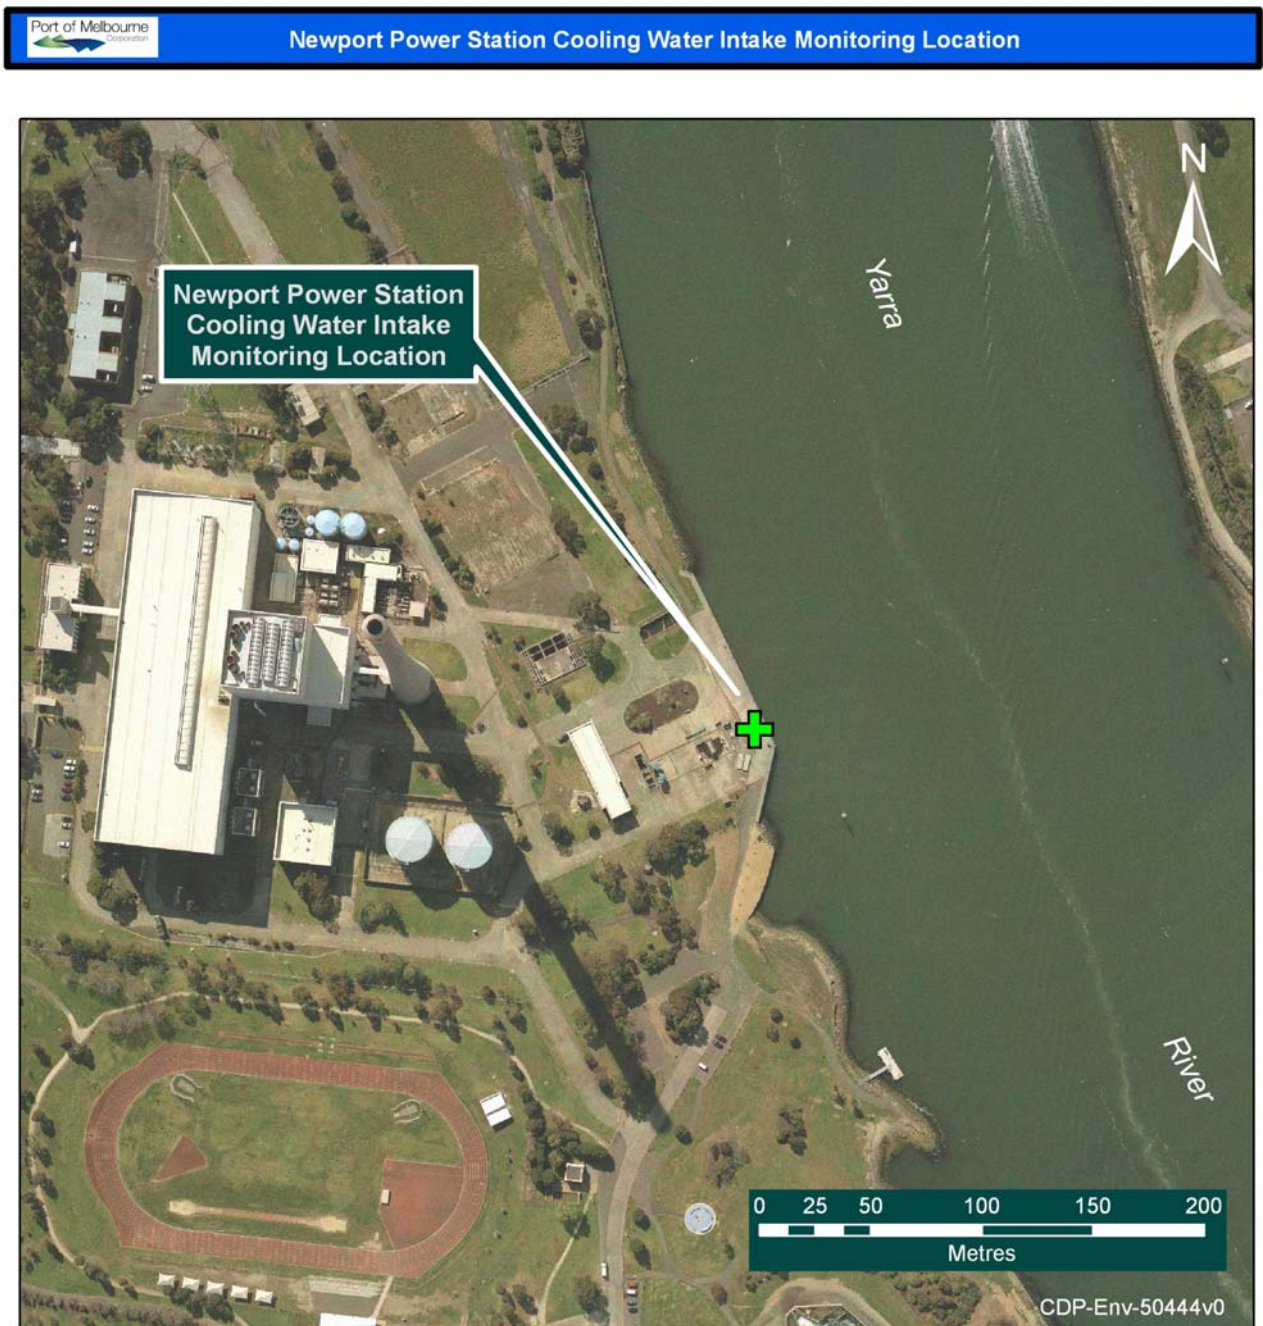 Port of Melbourne
Corporation
Newport Power Station Cooling Water Intake Monitoring Location
N
Yarra
Newport Power Station
Cooling Water Intake
Monitoring Location
River
0 25 50 100 150 200
Metres
CDP-Env-50444v0